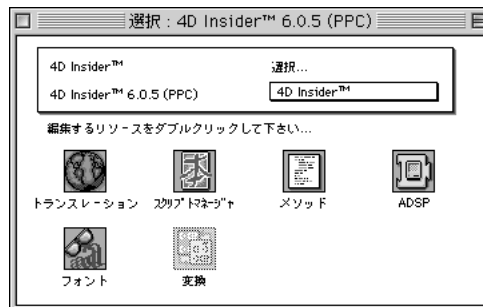 選択 : 4D Insider™ 6.0.5 (PPC)
4D Insider™ 選択...
4D Insider™ 6.0.5 (PPC) 4D Insider™
編集するリソースをダブルクリックして下さい...
トランスレーション スクリプトマネージャ メソッド ADSP
フォント 変換